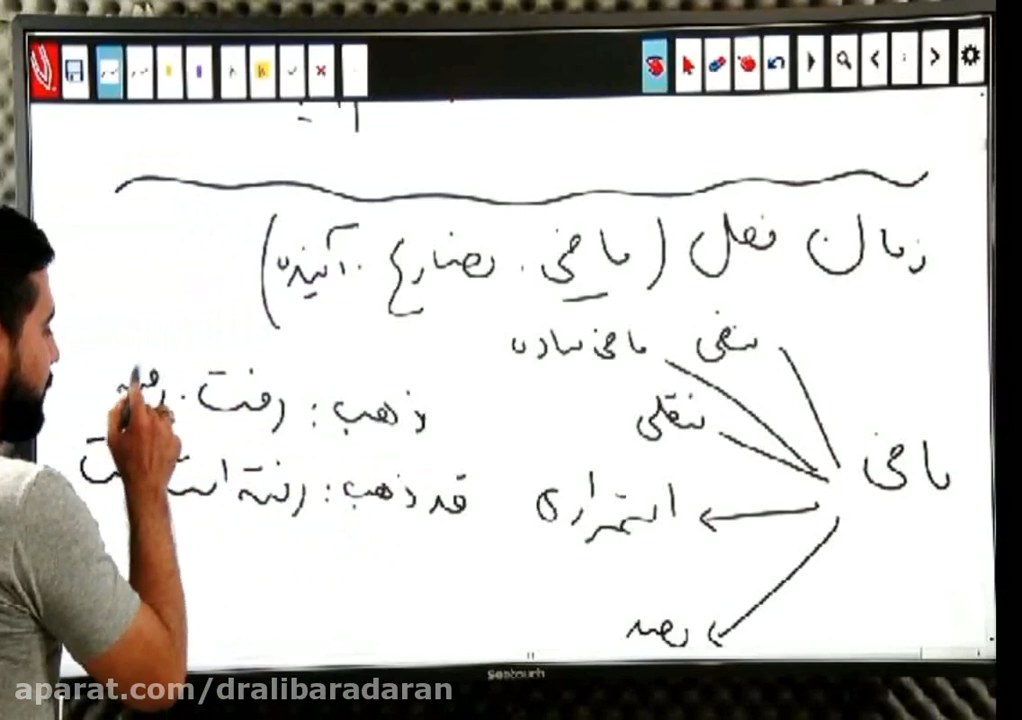 زمان فعل (ماضی . مضارع . آینده)
ماضی
منفی
ماضی ساده
نقلی
استمراری
بعید
ذهب : رفت .
قد ذهب : رفته است
Seetouch
aparat.com/dralibaradaran